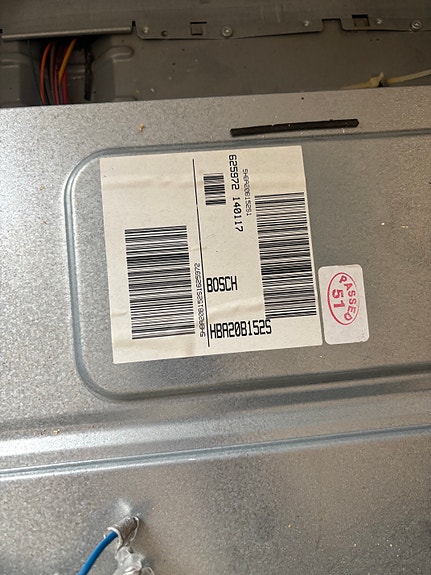 625972 140117
BOSCH
HBA20B152S
PASSED
51